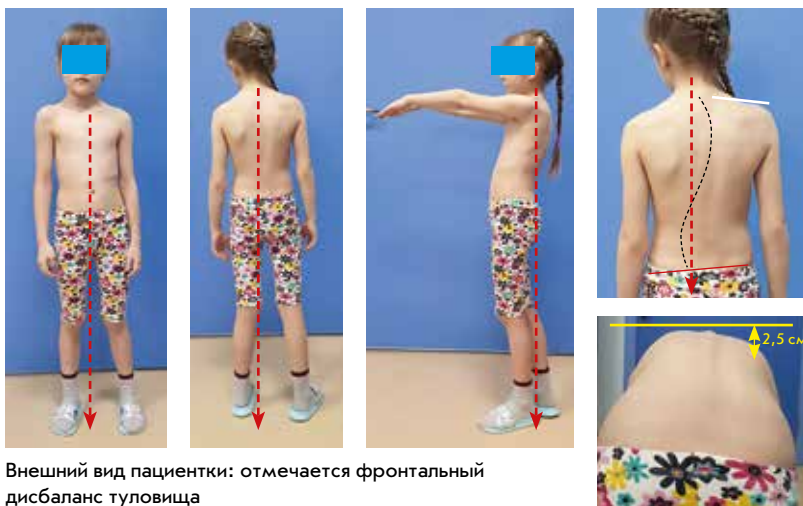 2,5 см
Внешний вид пациентки: отмечается фронтальный
дисбаланс туловища